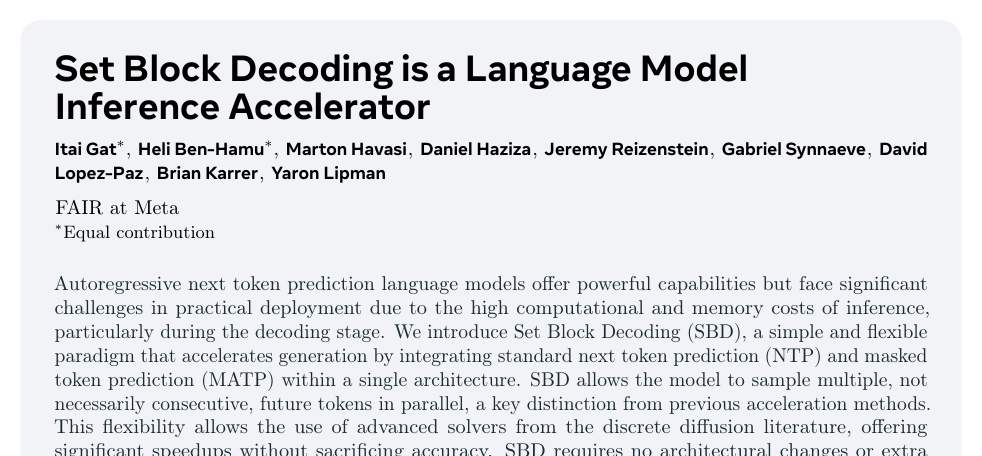 Set Block Decoding is a Language Model
Inference Accelerator
Itai Gat*, Heli Ben-Hamu*, Marton Havasi, Daniel Haziza, Jeremy Reizenstein, Gabriel Synnaeve, David
Lopez-Paz, Brian Karrer, Yaron Lipman
FAIR at Meta
*Equal contribution
Autoregressive next token prediction language models offer powerful capabilities but face significant
challenges in practical deployment due to the high computational and memory costs of inference,
particularly during the decoding stage. We introduce Set Block Decoding (SBD), a simple and flexible
paradigm that accelerates generation by integrating standard next token prediction (NTP) and masked
token prediction (MATP) within a single architecture. SBD allows the model to sample multiple, not
necessarily consecutive, future tokens in parallel, a key distinction from previous acceleration methods.
This flexibility allows the use of advanced solvers from the discrete diffusion literature, offering
significant speedups without sacrificing accuracy. SBD requires no architectural changes or extra